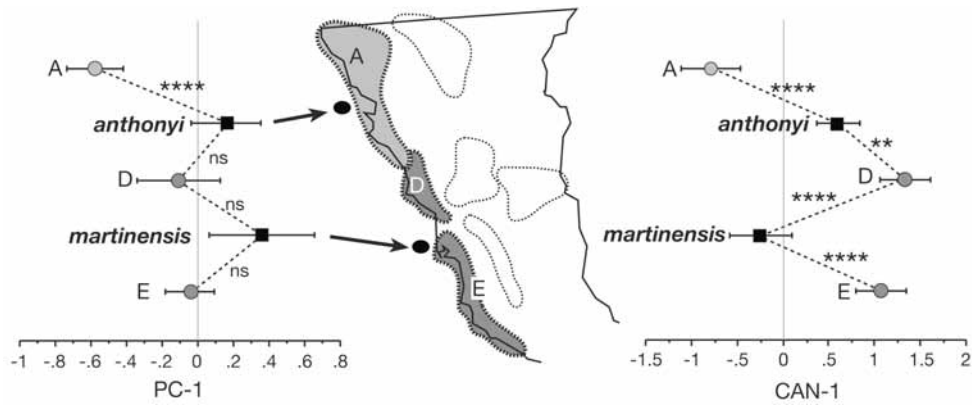 A
****
anthonyi
ns
D
ns
martinensis
ns
E
-1 -.8 -.6 -.4 -.2 0 .2 .4 .6 .8
PC-1
A
D
E
A
****
anthonyi
**
D
****
martinensis
****
E
-1.5 -1 -.5 0 .5 1 1.5 2
CAN-1